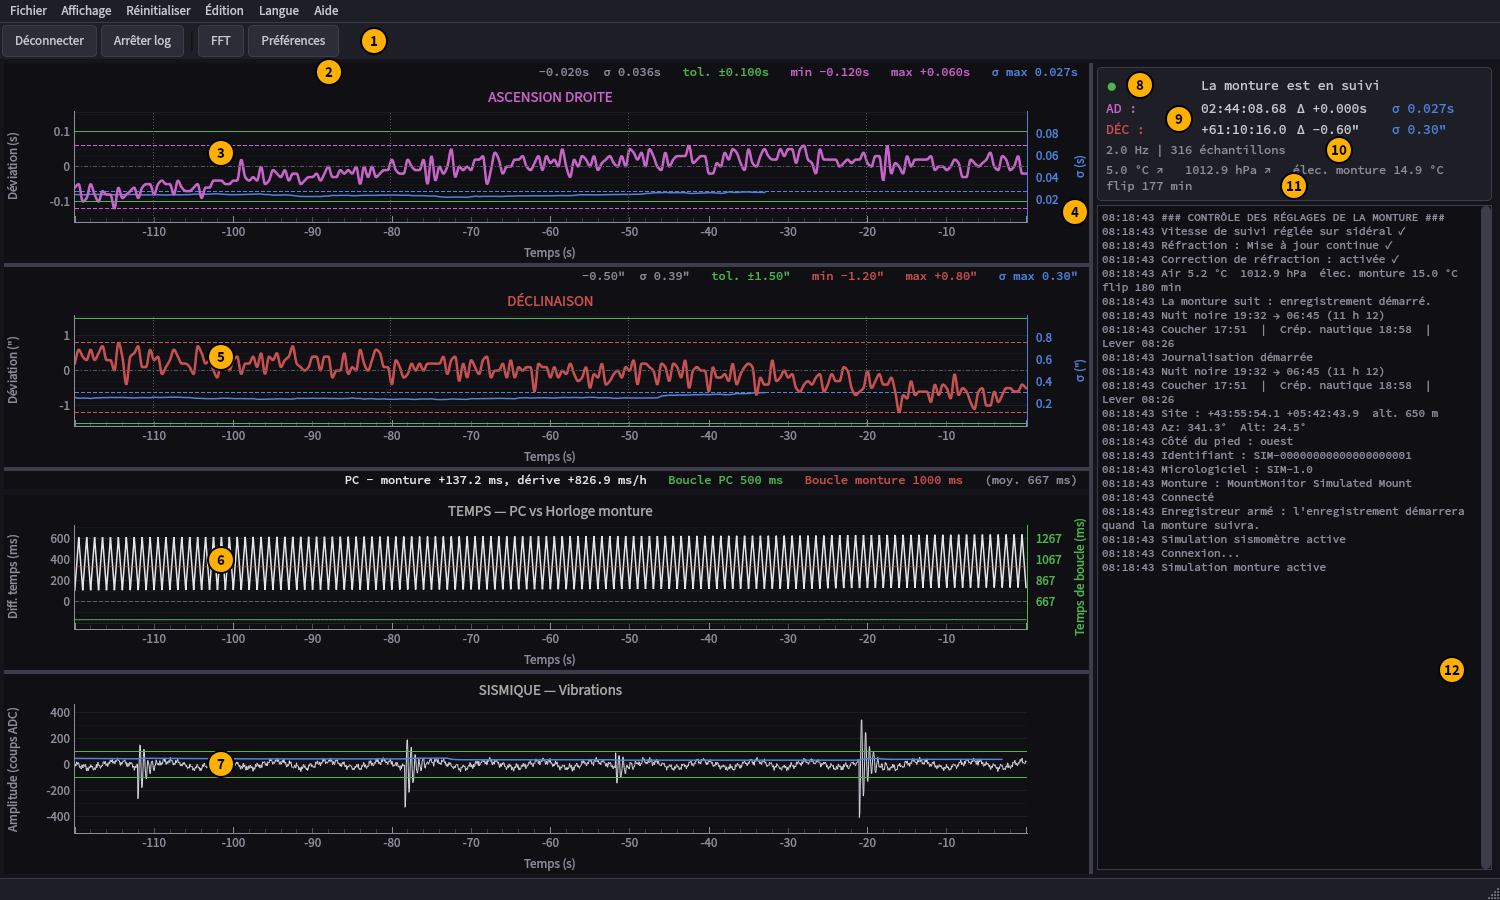 Fichier Affichage Réinitialiser Édition Langue Aide
Déconnecter Arrêter log FFT Préférences 1
2 −0.020s σ 0.036s tol. ±0.100s min −0.120s max +0.060s σ max 0.027s
ASCENSION DROITE
Déviation (s)
0.1
0
-0.1
3
0.08
0.06
0.04
0.02
σ (s)
4
-110 -100 -90 -80 -70 -60 -50 -40 -30 -20 -10
Temps (s)
−0.50" σ 0.39" tol. ±1.50" min −1.20" max +0.80" σ max 0.30"
DÉCLINAISON
Déviation (")
1
0
-1
5
0.8
0.6
0.4
0.2
σ (")
-110 -100 -90 -80 -70 -60 -50 -40 -30 -20 -10
Temps (s)
PC − monture +137.2 ms, dérive +826.9 ms/h Boucle PC 500 ms Boucle monture 1000 ms (moy. 667 ms)
TEMPS — PC vs Horloge monture
Diff. temps (ms)
600
400
200
0
6
1267
1067
867
667
Temps de boucle (ms)
-110 -100 -90 -80 -70 -60 -50 -40 -30 -20 -10
Temps (s)
SISMIQUE — Vibrations
Amplitude (coups ADC)
400
200
0
-200
-400
7
-110 -100 -90 -80 -70 -60 -50 -40 -30 -20 -10
Temps (s)
8 La monture est en suivi
AD : 02:44:08.68 Δ +0.000s σ 0.027s
9
DÉC : +61:10:16.0 Δ −0.60" σ 0.30"
2.0 Hz | 316 échantillons 10
5.0 °C ↗ 1012.9 hPa ↗ élec. monture 14.9 °C
flip 177 min 11
08:18:43 ### CONTRÔLE DES RÉGLAGES DE LA MONTURE ###
08:18:43 Vitesse de suivi réglée sur sidéral ✓
08:18:43 Réfraction : Mise à jour continue ✓
08:18:43 Correction de réfraction : activée ✓
08:18:43 Air 5.2 °C 1012.9 hPa élec. monture 15.0 °C
flip 180 min
08:18:43 La monture suit : enregistrement démarré.
08:18:43 Nuit noire 19:32 → 06:45 (11 h 12)
08:18:43 Coucher 17:51 | Crép. nautique 18:58 |
Lever 08:26
08:18:43 Journalisation démarrée
08:18:43 Nuit noire 19:32 → 06:45 (11 h 12)
08:18:43 Coucher 17:51 | Crép. nautique 18:58 |
Lever 08:26
08:18:43 Site : +43:55:54.1 +05:42:43.9 alt. 650 m
08:18:43 Az: 341.3° Alt: 24.5°
08:18:43 Côté du pied : ouest
08:18:43 Identifiant : SIM-00000000000000000001
08:18:43 Micrologiciel : SIM-1.0
08:18:43 Monture : MountMonitor Simulated Mount
08:18:43 Connecté
08:18:43 Enregistreur armé : l'enregistrement démarrera
quand la monture suivra.
08:18:43 Simulation sismomètre active
08:18:43 Connexion...
08:18:43 Simulation monture active
12